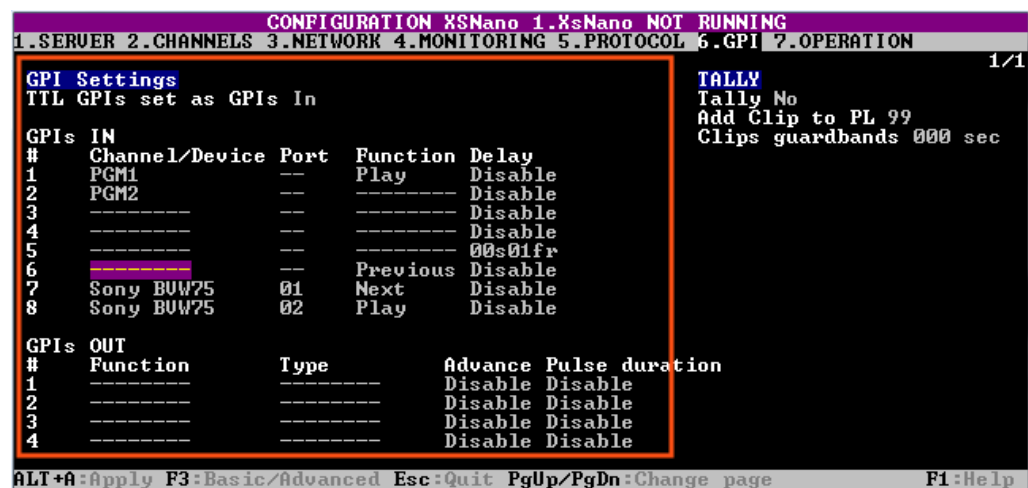 CONFIGURATION XSNano 1.XsNano NOT RUNNING
1.SERVER 2.CHANNELS 3.NETWORK 4.MONITORING 5.PROTOCOL 6.GPI 7.OPERATION
1/1
GPI Settings
TTL GPIs set as GPIs In
GPIs IN
# Channel/Device Port Function Delay
1 PGM1 -- Play Disable
2 PGM2 -- -------- Disable
3 -------- -- -------- Disable
4 -------- -- -------- Disable
5 -------- -- -------- 00s01fr
6 -------- -- Previous Disable
7 Sony BVW75 01 Next Disable
8 Sony BVW75 02 Play Disable
GPIs OUT
# Function Type Advance Pulse duration
1 -------- -------- Disable Disable
2 -------- -------- Disable Disable
3 -------- -------- Disable Disable
4 -------- -------- Disable Disable
TALLY
Tally No
Add Clip to PL 99
Clips guardbands 000 sec
ALT+A:Apply F3:Basic/Advanced Esc:Quit PgUp/PgDn:Change page F1:Help